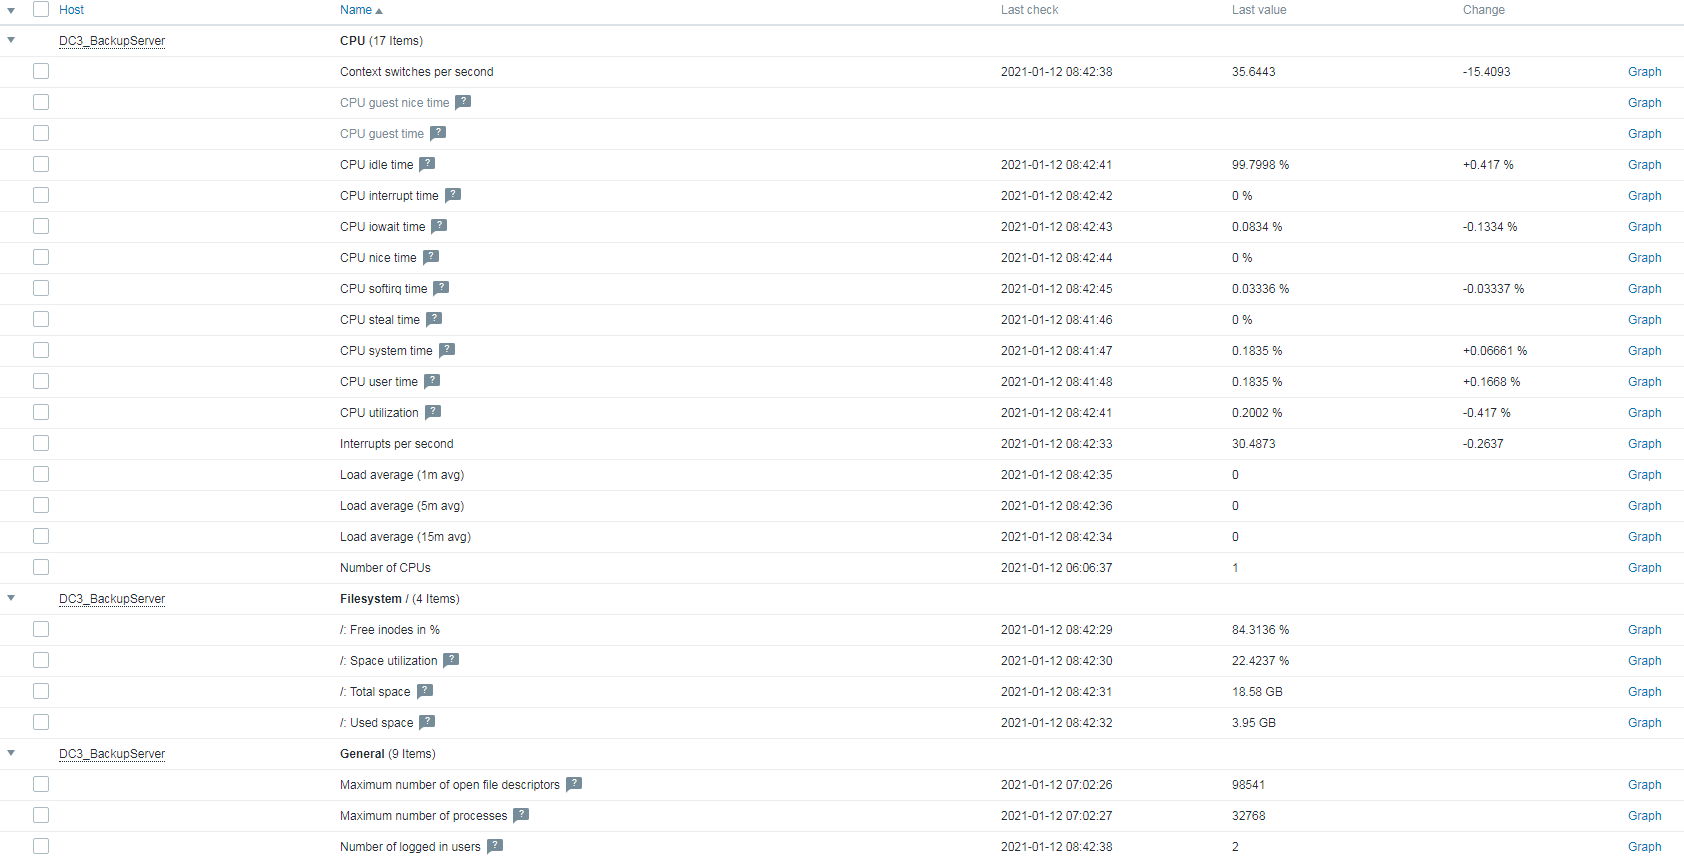 Host Name Last check Last value Change
DC3_BackupServer CPU (17 Items)
Context switches per second 2021-01-12 08:42:38 35.6443 -15.4093 Graph
CPU guest nice time ? Graph
CPU guest time ? Graph
CPU idle time ? 2021-01-12 08:42:41 99.7998 % +0.417 % Graph
CPU interrupt time ? 2021-01-12 08:42:42 0 % Graph
CPU iowait time ? 2021-01-12 08:42:43 0.0834 % -0.1334 % Graph
CPU nice time ? 2021-01-12 08:42:44 0 % Graph
CPU softirq time ? 2021-01-12 08:42:45 0.03336 % -0.03337 % Graph
CPU steal time ? 2021-01-12 08:41:46 0 % Graph
CPU system time ? 2021-01-12 08:41:47 0.1835 % +0.06661 % Graph
CPU user time ? 2021-01-12 08:41:48 0.1835 % +0.1668 % Graph
CPU utilization ? 2021-01-12 08:42:41 0.2002 % -0.417 % Graph
Interrupts per second 2021-01-12 08:42:33 30.4873 -0.2637 Graph
Load average (1m avg) 2021-01-12 08:42:35 0 Graph
Load average (5m avg) 2021-01-12 08:42:36 0 Graph
Load average (15m avg) 2021-01-12 08:42:34 0 Graph
Number of CPUs 2021-01-12 06:06:37 1 Graph
DC3_BackupServer Filesystem / (4 Items)
/: Free inodes in % 2021-01-12 08:42:29 84.3136 % Graph
/: Space utilization ? 2021-01-12 08:42:30 22.4237 % Graph
/: Total space ? 2021-01-12 08:42:31 18.58 GB Graph
/: Used space ? 2021-01-12 08:42:32 3.95 GB Graph
DC3_BackupServer General (9 Items)
Maximum number of open file descriptors ? 2021-01-12 07:02:26 98541 Graph
Maximum number of processes ? 2021-01-12 07:02:27 32768 Graph
Number of logged in users ? 2021-01-12 08:42:38 2 Graph